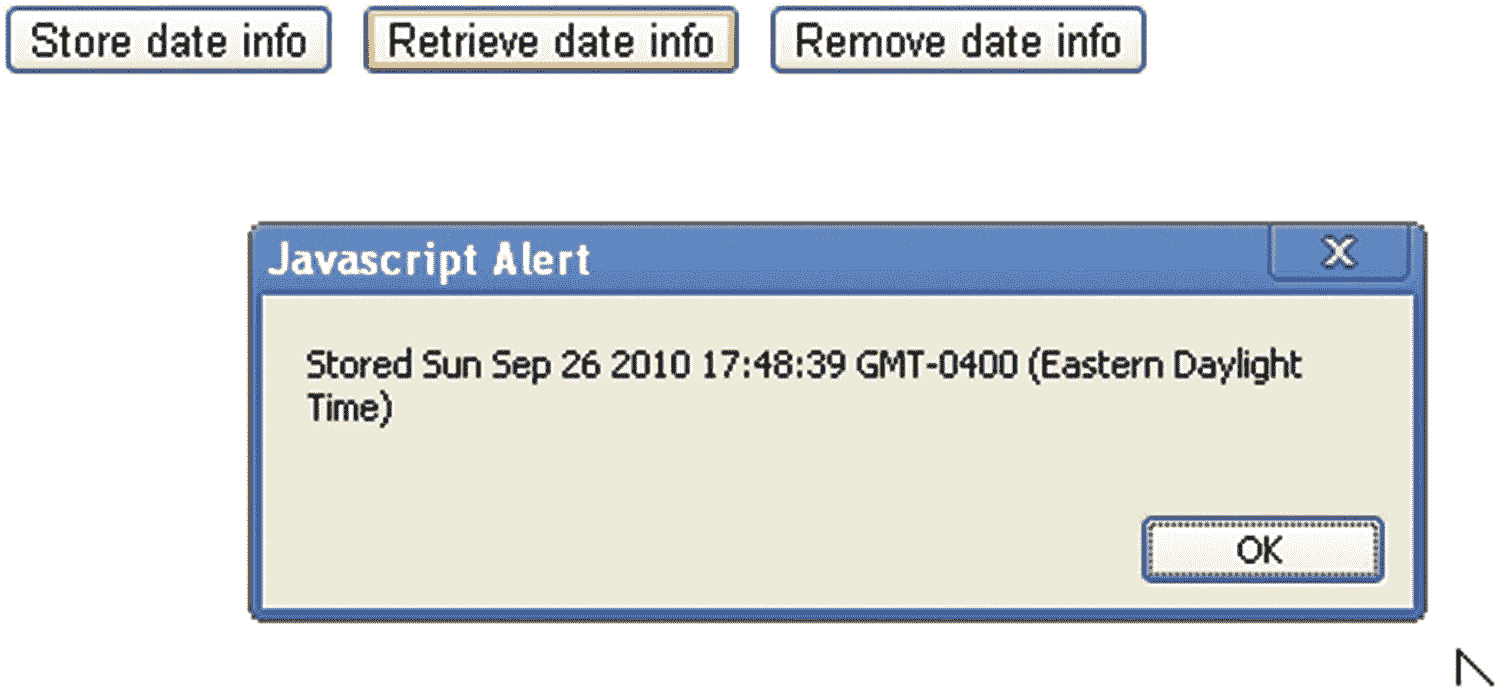 Store date info Retrieve date info Remove date info
Javascript Alert X
Stored Sun Sep 26 2010 17:48:39 GMT-0400 (Eastern Daylight
Time)
OK